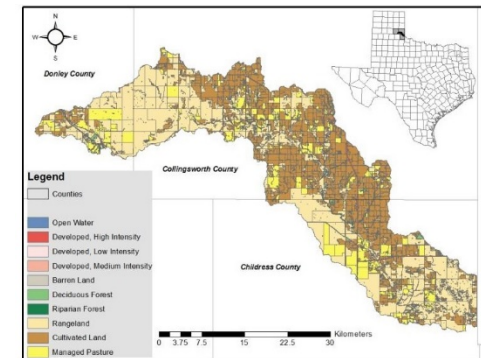 N
W E
S
Donley County
Collingsworth County
Childress County
Legend
Counties
Open Water
Developed, High Intensity
Developed, Low Intensity
Developed, Medium Intensity
Barren Land
Deciduous Forest
Riparian Forest
Rangeland
Cultivated Land
Managed Pasture
Kilometers
0 3.75 7.5 15 22.5 30